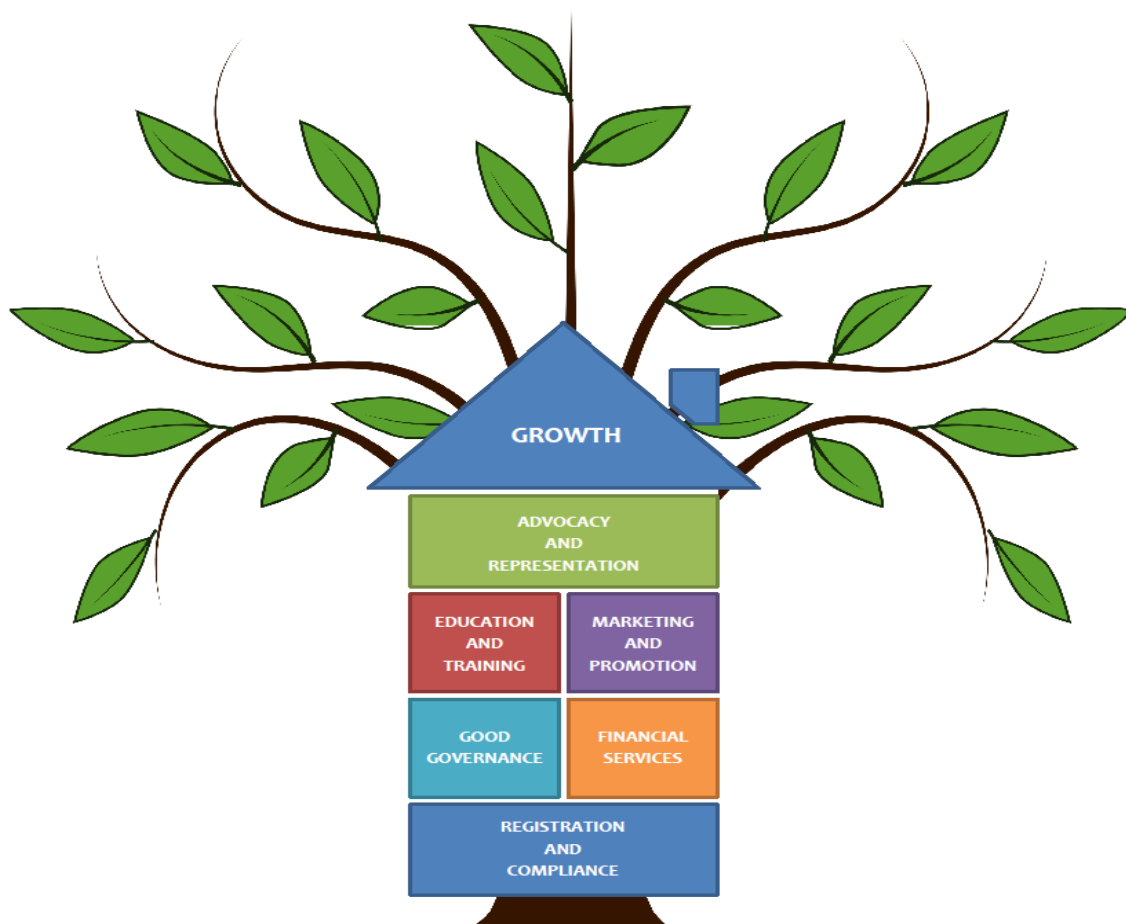 GROWTH
ADVOCACY
AND
REPRESENTATION
EDUCATION
AND
TRAINING
MARKETING
AND
PROMOTION
GOOD
GOVERNANCE
FINANCIAL
SERVICES
REGISTRATION
AND
COMPLIANCE